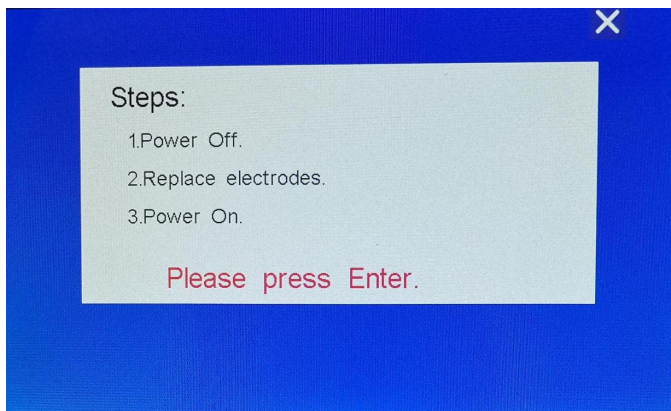 Steps:
1.Power Off.
2.Replace electrodes.
3.Power On.
Please press Enter.